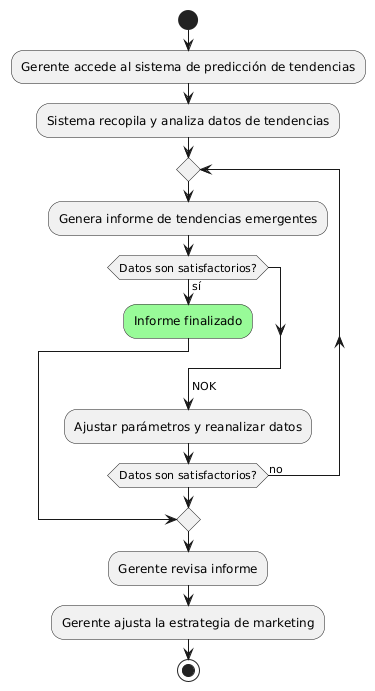 Gerente accede al sistema de predicción de tendencias
Sistema recopila y analiza datos de tendencias
Genera informe de tendencias emergentes
Datos son satisfactorios?
sí
Informe finalizado
NOK
Ajustar parámetros y reanalizar datos
Datos son satisfactorios?
no
Gerente revisa informe
Gerente ajusta la estrategia de marketing